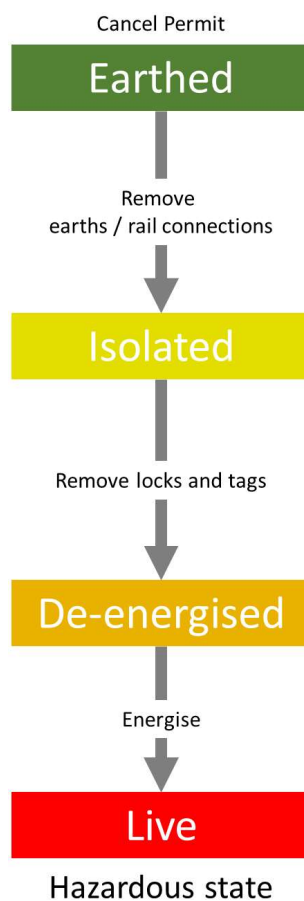 Cancel Permit
Earthed
Remove
earths / rail connections
Isolated
Remove locks and tags
De-energised
Energise
Live
Hazardous state